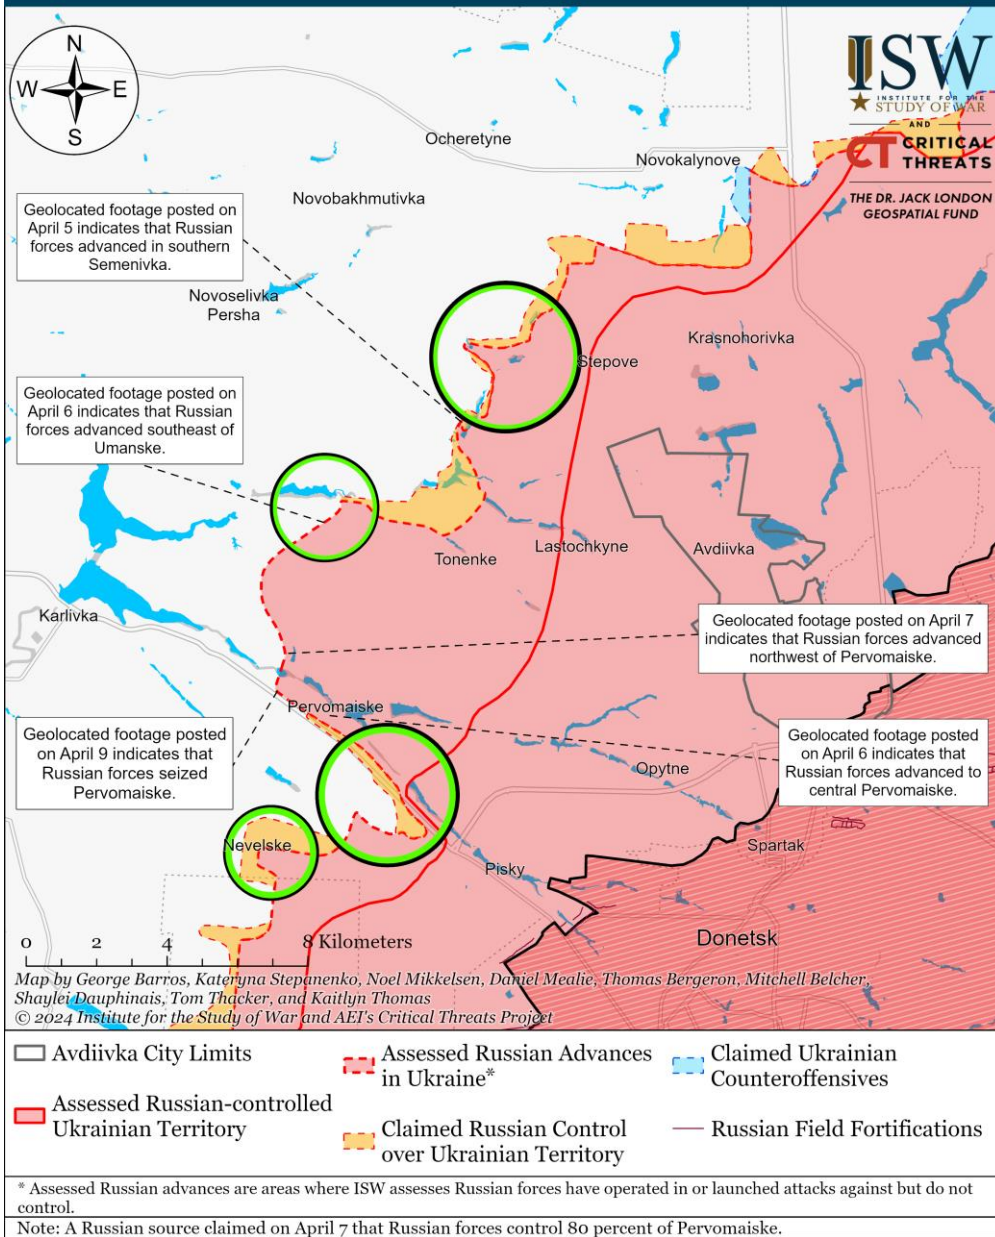 N
W E
S
ISW
INSTITUTE FOR THE
STUDY OF WAR
AND
CT CRITICAL
THREATS
THE DR. JACK LONDON
GEOSPATIAL FUND
Ocheretyne
Novokalynove
Novobakhmutivka
Geolocated footage posted on
April 5 indicates that Russian
forces advanced in southern
Semenivka.
Novoselivka
Persha
Krasnohorivka
Stepove
Geolocated footage posted on
April 6 indicates that Russian
forces advanced southeast of
Umanske.
Tonenke
Lastochkyne
Avdiivka
Karlivka
Geolocated footage posted on April 7
indicates that Russian forces advanced
northwest of Pervomaiske.
Pervomaiske
Geolocated footage posted
on April 9 indicates that
Russian forces seized
Pervomaiske.
Geolocated footage posted
on April 6 indicates that
Russian forces advanced to
central Pervomaiske.
Opytne
Nevelske
Spartak
Pisky
Donetsk
0 2 4 8 Kilometers
Map by George Barros, Kateryna Stepanenko, Noel Mikkelsen, Daniel Mealie, Thomas Bergeron, Mitchell Belcher,
Shaylei Dauphinais, Tom Thacker, and Kaitlyn Thomas
© 2024 Institute for the Study of War and AEI's Critical Threats Project
Avdiivka City Limits
Assessed Russian-controlled
Ukrainian Territory
Assessed Russian Advances
in Ukraine*
Claimed Russian Control
over Ukrainian Territory
Claimed Ukrainian
Counteroffensives
Russian Field Fortifications
* Assessed Russian advances are areas where ISW assesses Russian forces have operated in or launched attacks against but do not
control.
Note: A Russian source claimed on April 7 that Russian forces control 80 percent of Pervomaiske.